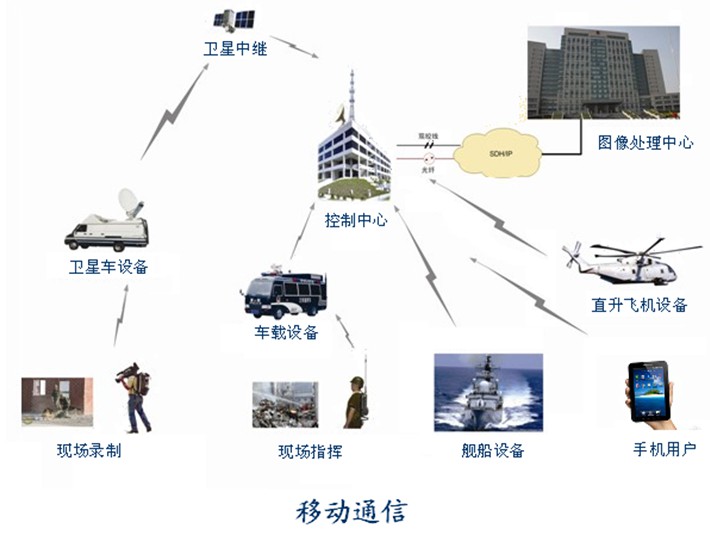 卫星中继
图像处理中心
双绞线
SDH/IP
光纤
控制中心
卫星车设备
直升飞机设备
车载设备
现场录制
现场指挥
舰船设备
手机用户
移动通信